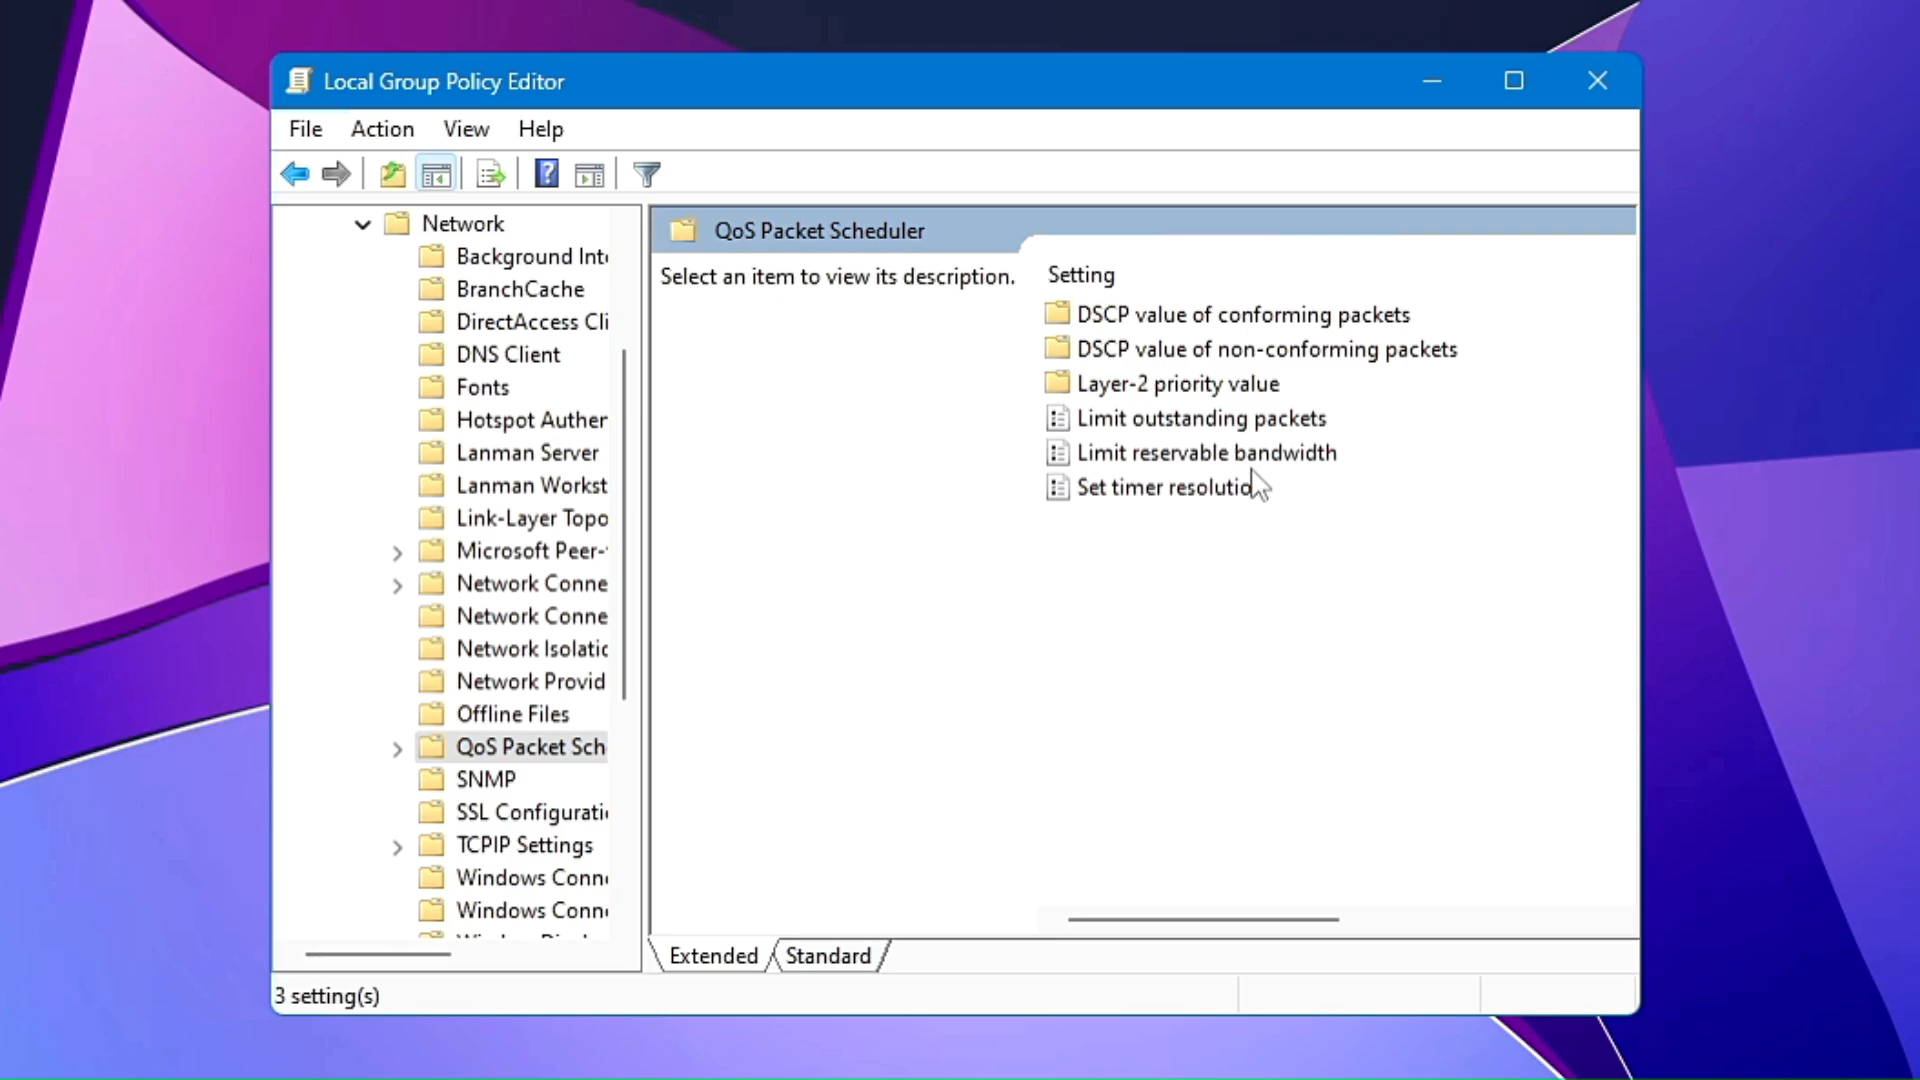 Local Group Policy Editor
File Action View Help
Network
Background Inte
BranchCache
DirectAccess Cli
DNS Client
Fonts
Hotspot Auther
Lanman Server
Lanman Workst
Link-Layer Topo
Microsoft Peer-
Network Conne
Network Conne
Network Isolatic
Network Provid
Offline Files
QoS Packet Sch
SNMP
SSL Configurati
TCPIP Settings
Windows Conn
Windows Conn
QoS Packet Scheduler
Select an item to view its description.
Setting
DSCP value of conforming packets
DSCP value of non-conforming packets
Layer-2 priority value
Limit outstanding packets
Limit reservable bandwidth
Set timer resolutio
Extended Standard
3 setting(s)